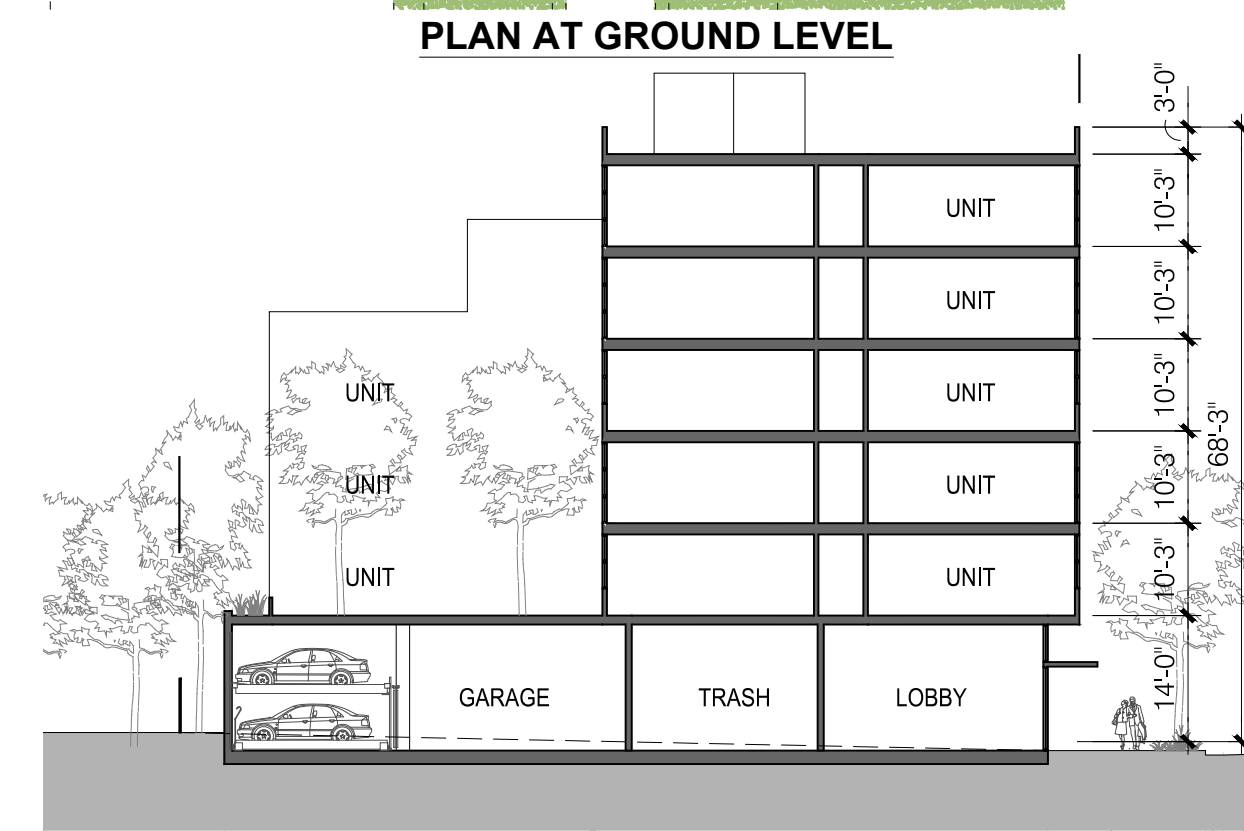 PLAN AT GROUND LEVEL
3'-0"
UNIT
10'-3"
UNIT
10'-3"
UNIT
UNIT
10'-3"
68'-3"
UNIT
UNIT
10'-3"
UNIT
UNIT
10'-3"
GARAGE
TRASH
LOBBY
14'-0"